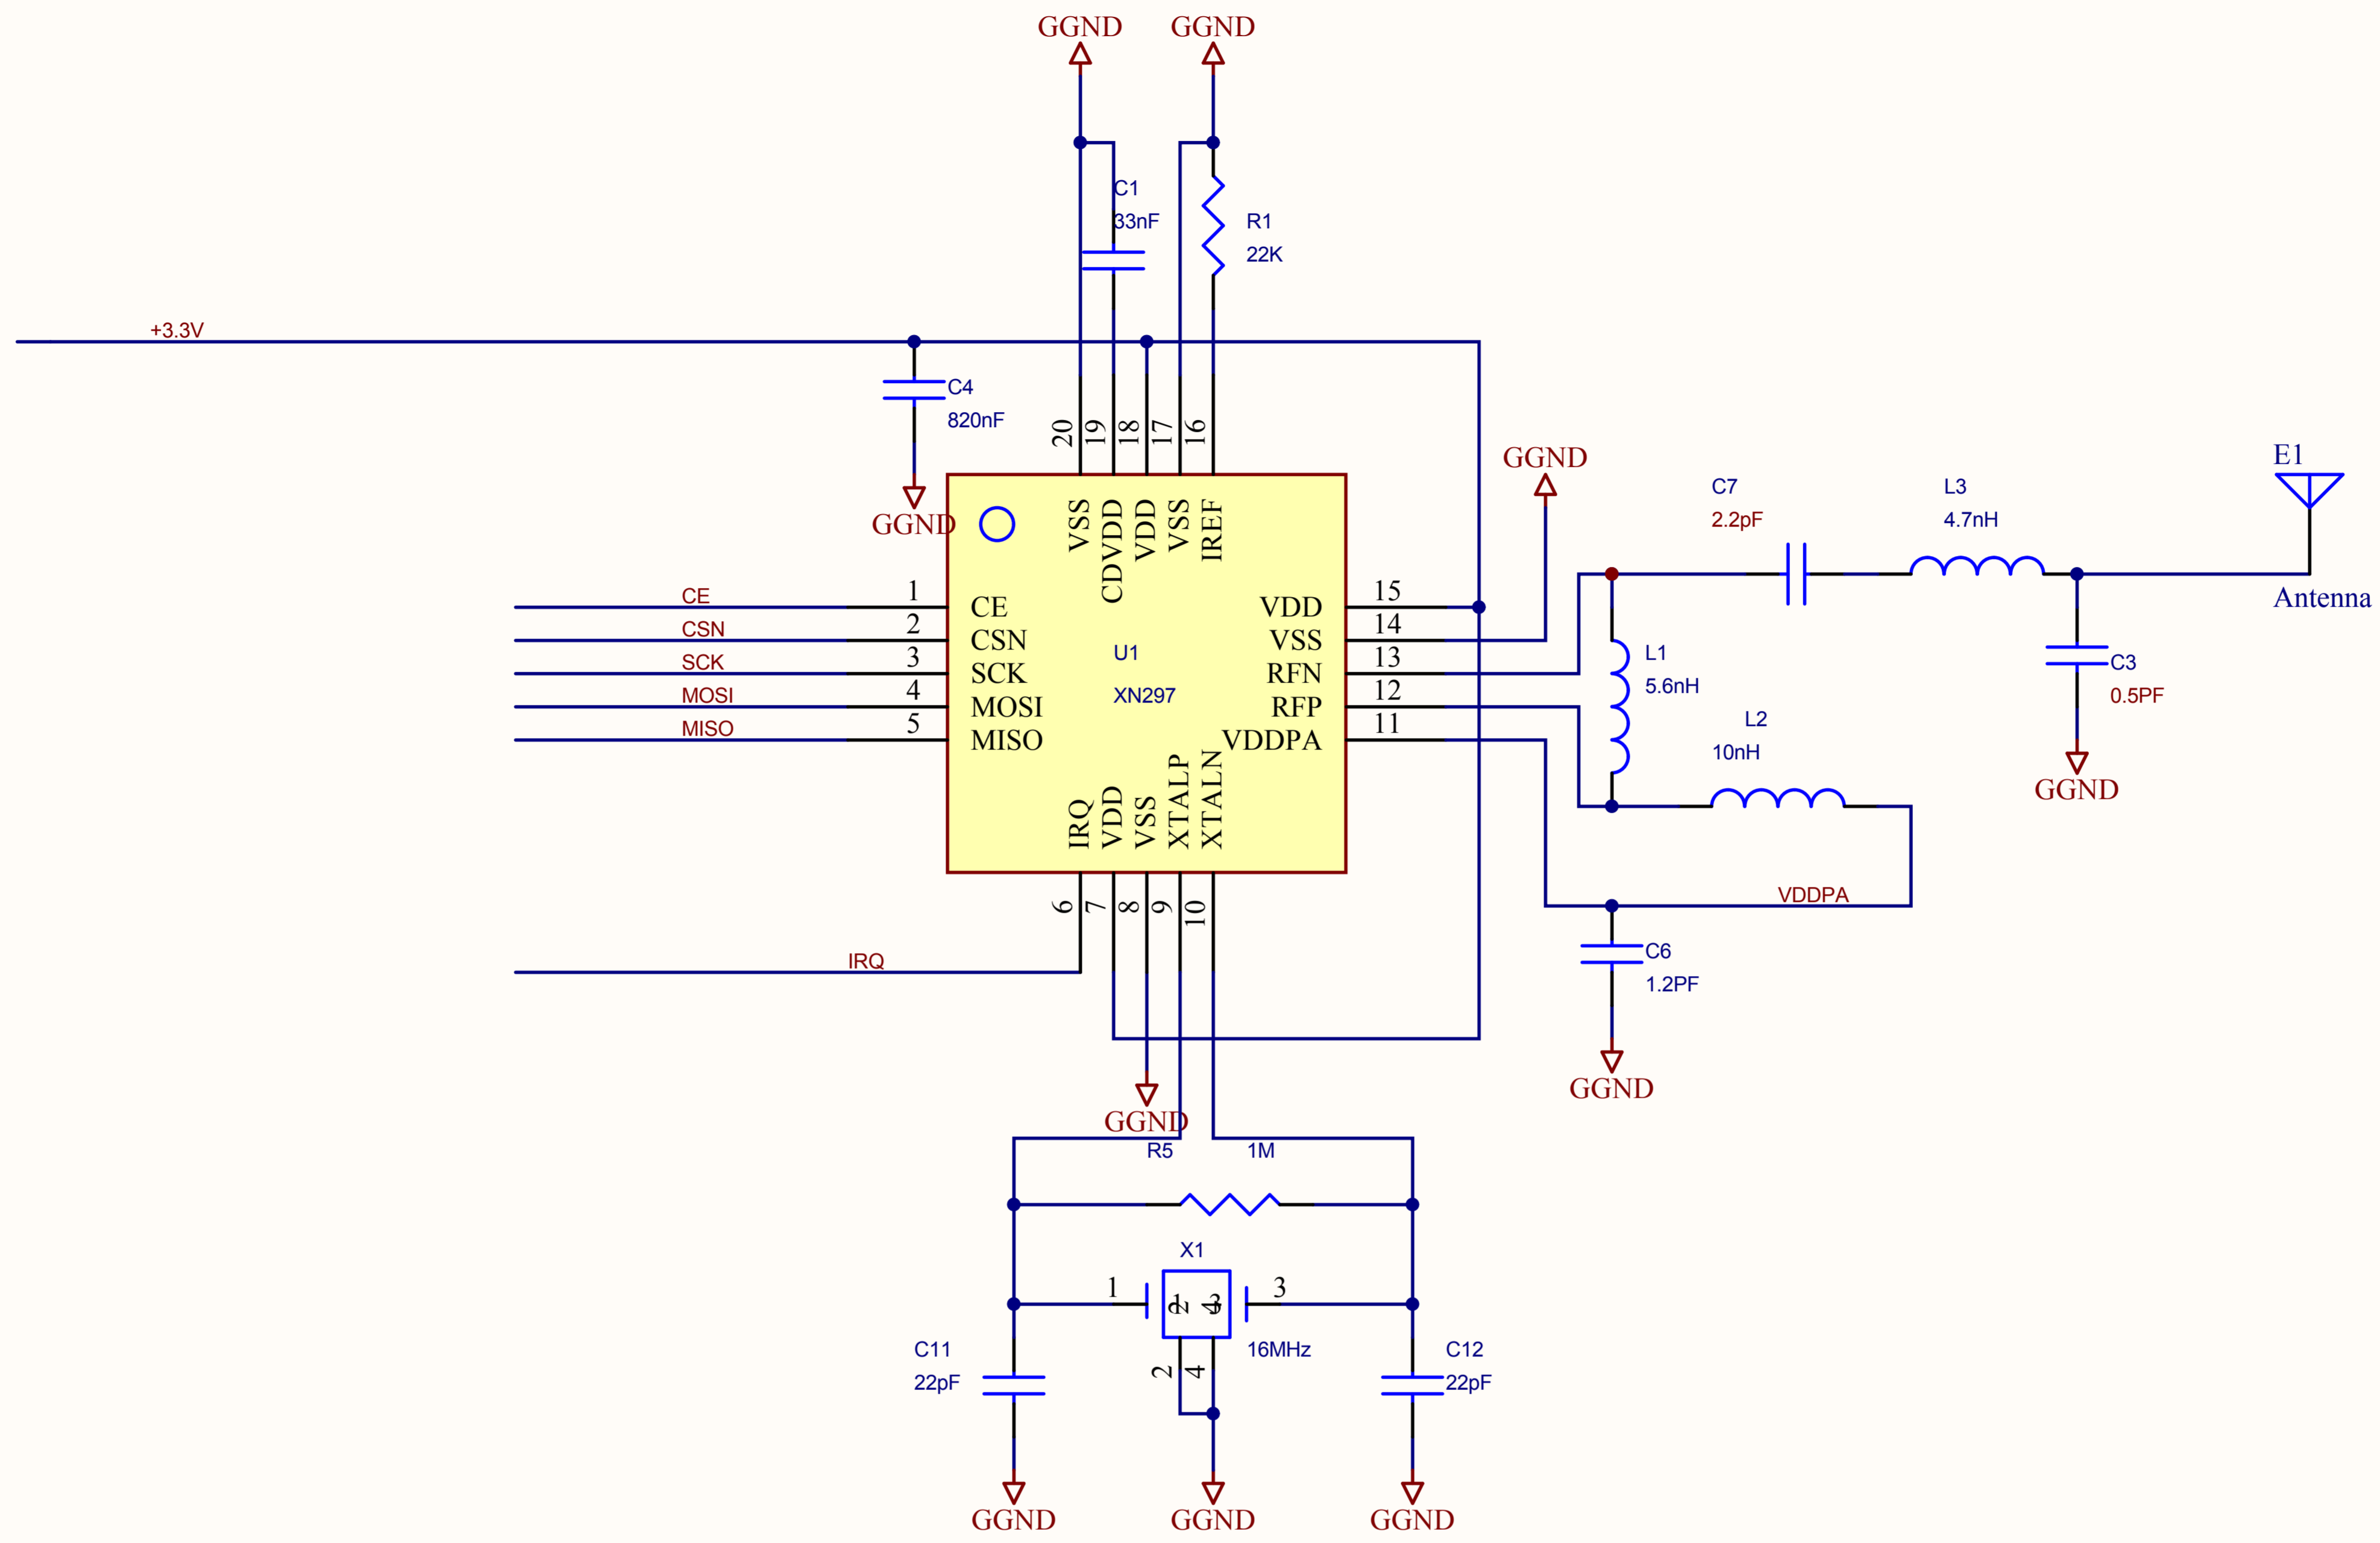 GGND
GGND
C1
33nF
R1
22K
+3.3V
C4
820nF
GGND
20
19
18
17
16
VSS
CDVDD
VDD
VSS
IREF
GGND
C7
2.2pF
L3
4.7nH
E1
Antenna
CE
1
CE
CSN
2
CSN
SCK
3
SCK
MOSI
4
MOSI
MISO
5
MISO
U1
XN297
VDD
15
VSS
14
RFN
13
RFP
12
VDDPA
11
L1
5.6nH
L2
10nH
C3
0.5PF
GGND
IRQ
VDD
VSS
XTALP
XTALN
6
7
8
9
10
IRQ
VDDPA
C6
1.2PF
GGND
GGND
R5
1M
X1
1
1
2
4
3
3
16MHz
2
4
C11
22pF
C12
22pF
GGND
GGND
GGND